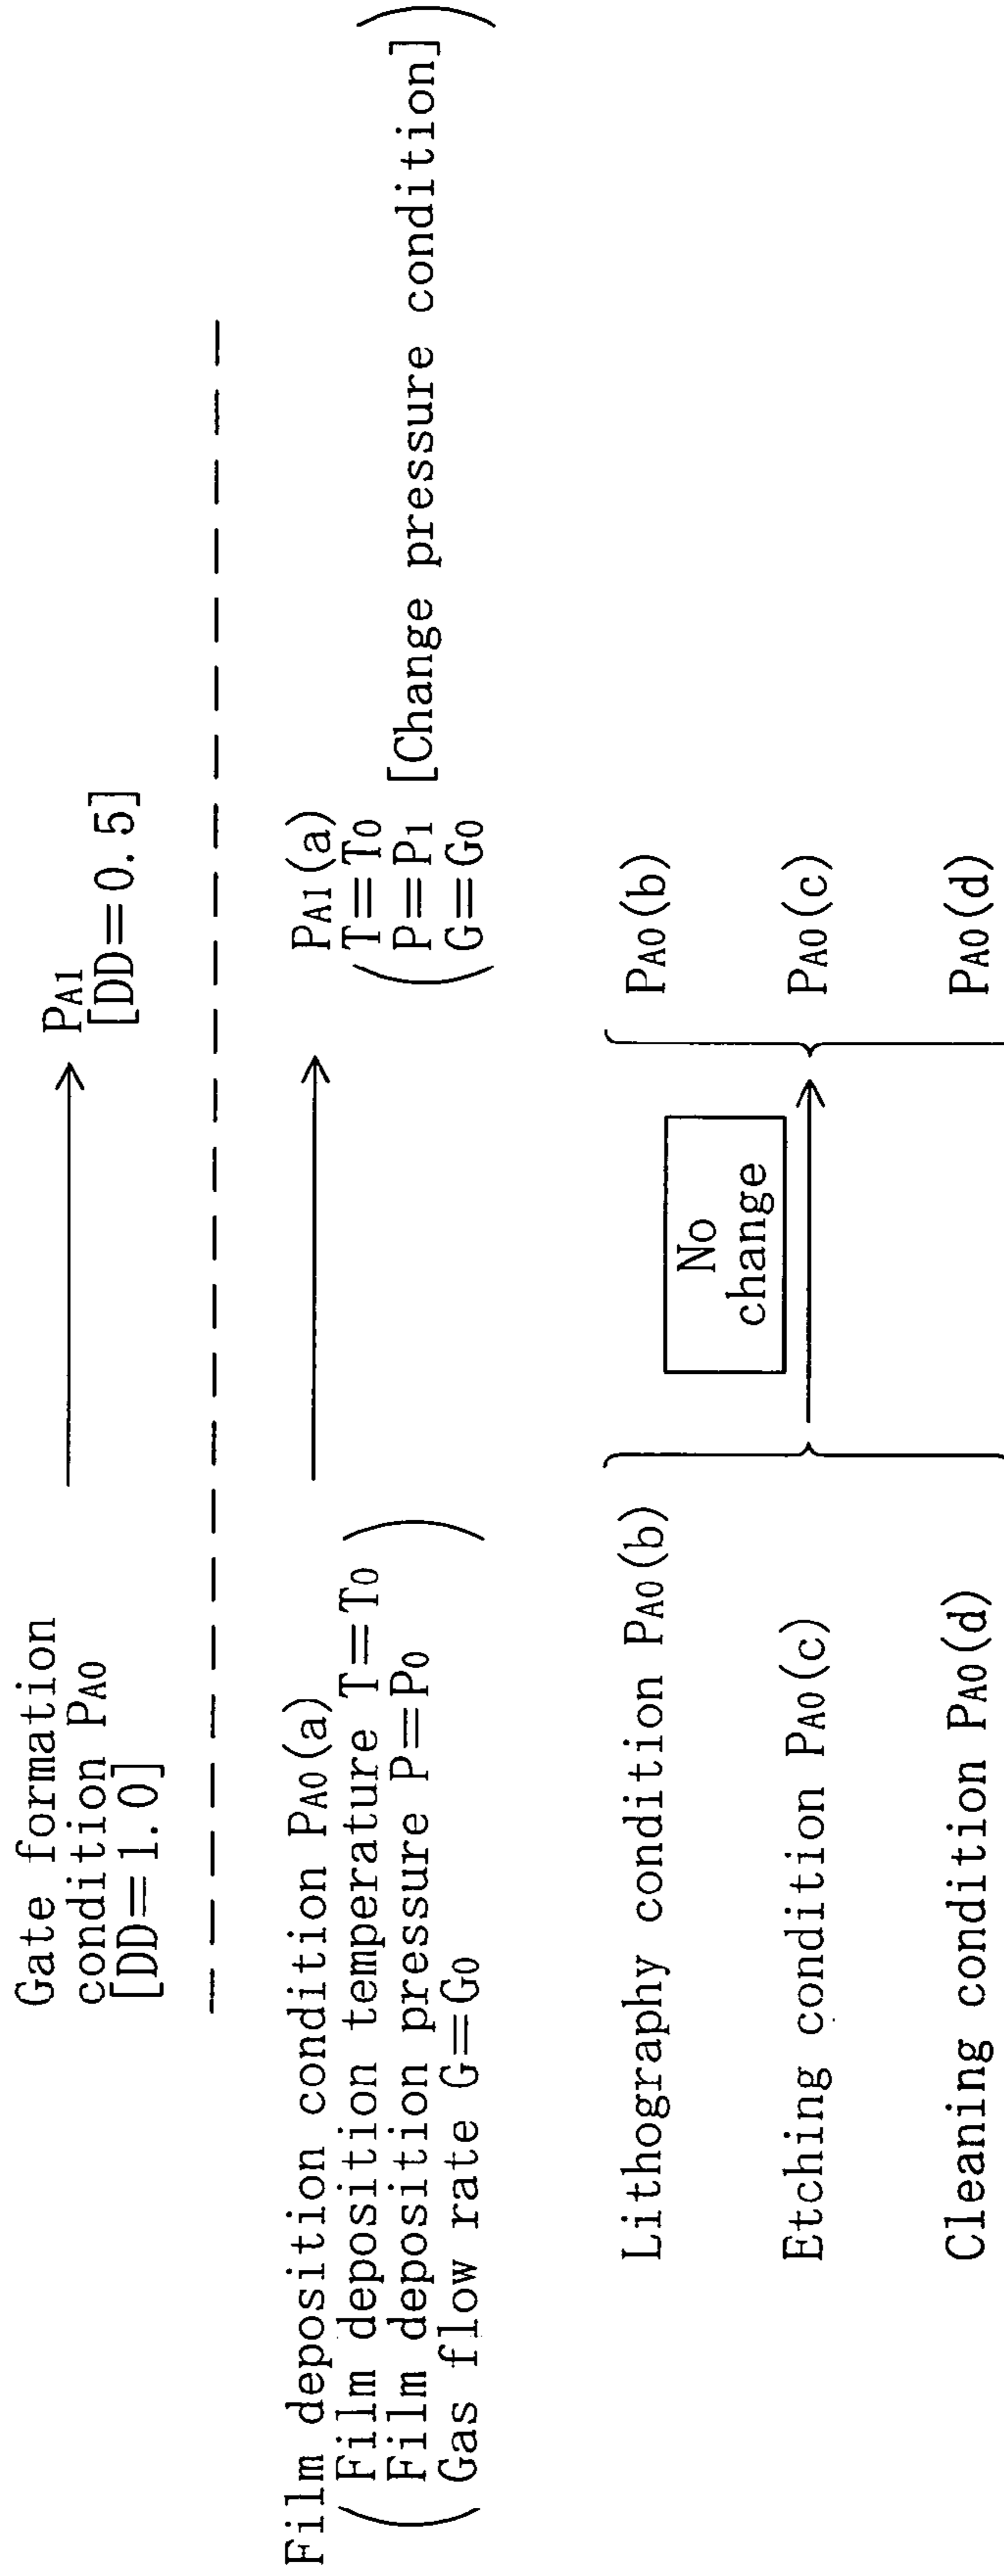 Gate formation
condition PA0
[DD=1.0]
PA1
[DD=0.5]
Film deposition condition PA0(a)
Film deposition temperature T=T0
Film deposition pressure P=P0
Gas flow rate G=G0
PA1(a)
T=T0
P=P1 [Change pressure condition]
G=G0
Lithography condition PA0(b)
Etching condition PA0(c)
Cleaning condition PA0(d)
No
change
PA0(b)
PA0(c)
PA0(d)